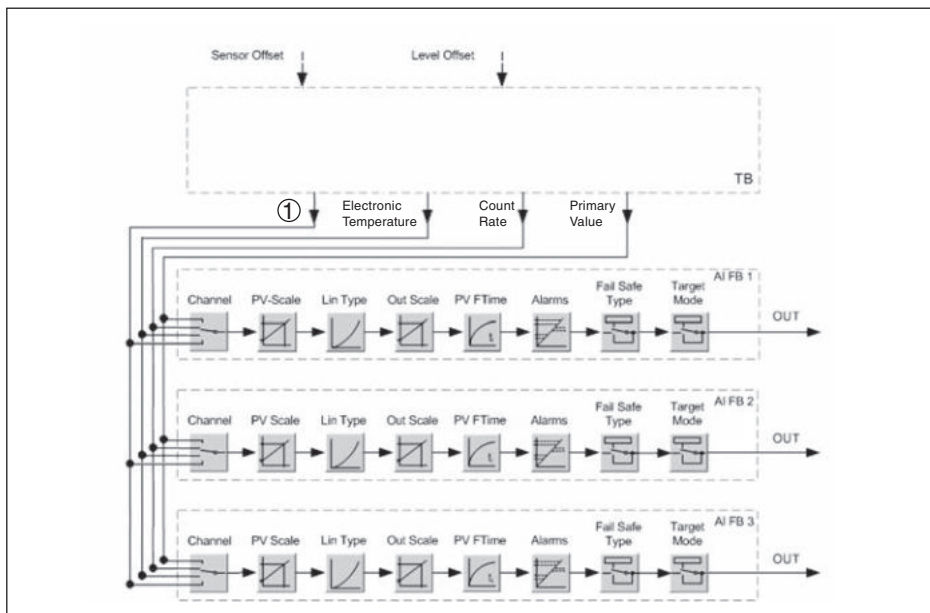 Sensor Offset Level Offset
TB
① Electronic Temperature Count Rate Primary Value
AI FB 1
Channel PV-Scale Lin Type Out Scale PV FTime Alarms Fail Safe Type Target Mode
OUT
t
AI FB 2
Channel PV Scale Lin Type Out Scale PV FTime Alarms Fail Safe Type Target Mode
OUT
t
AI FB 3
Channel PV Scale Lin Type Out Scale PV FTime Alarms Fail Safe Type Target Mode
OUT
t